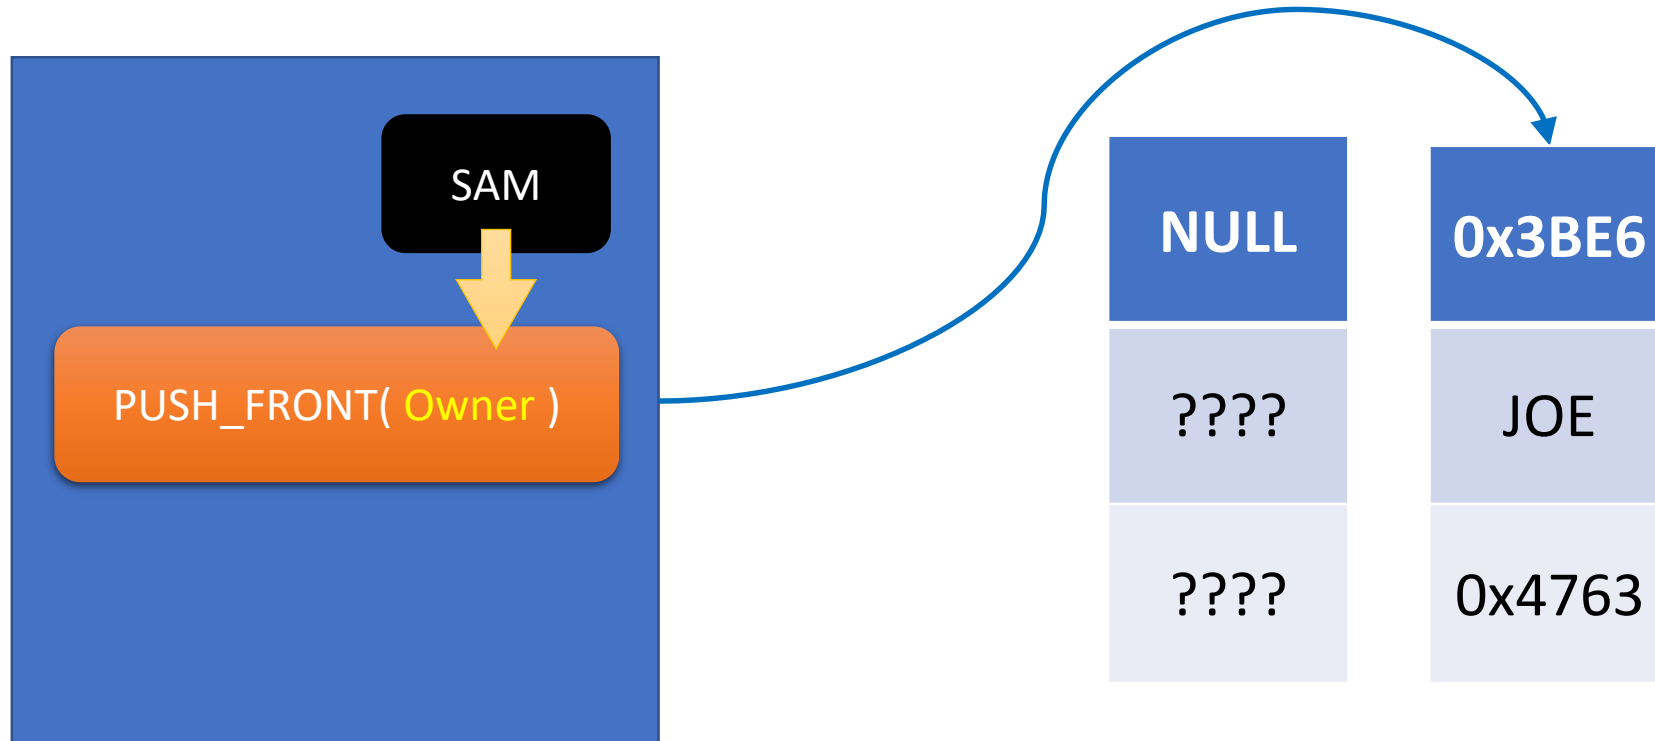 SAM
PUSH_FRONT( Owner )
NULL
????
????
0x3BE6
JOE
0x4763